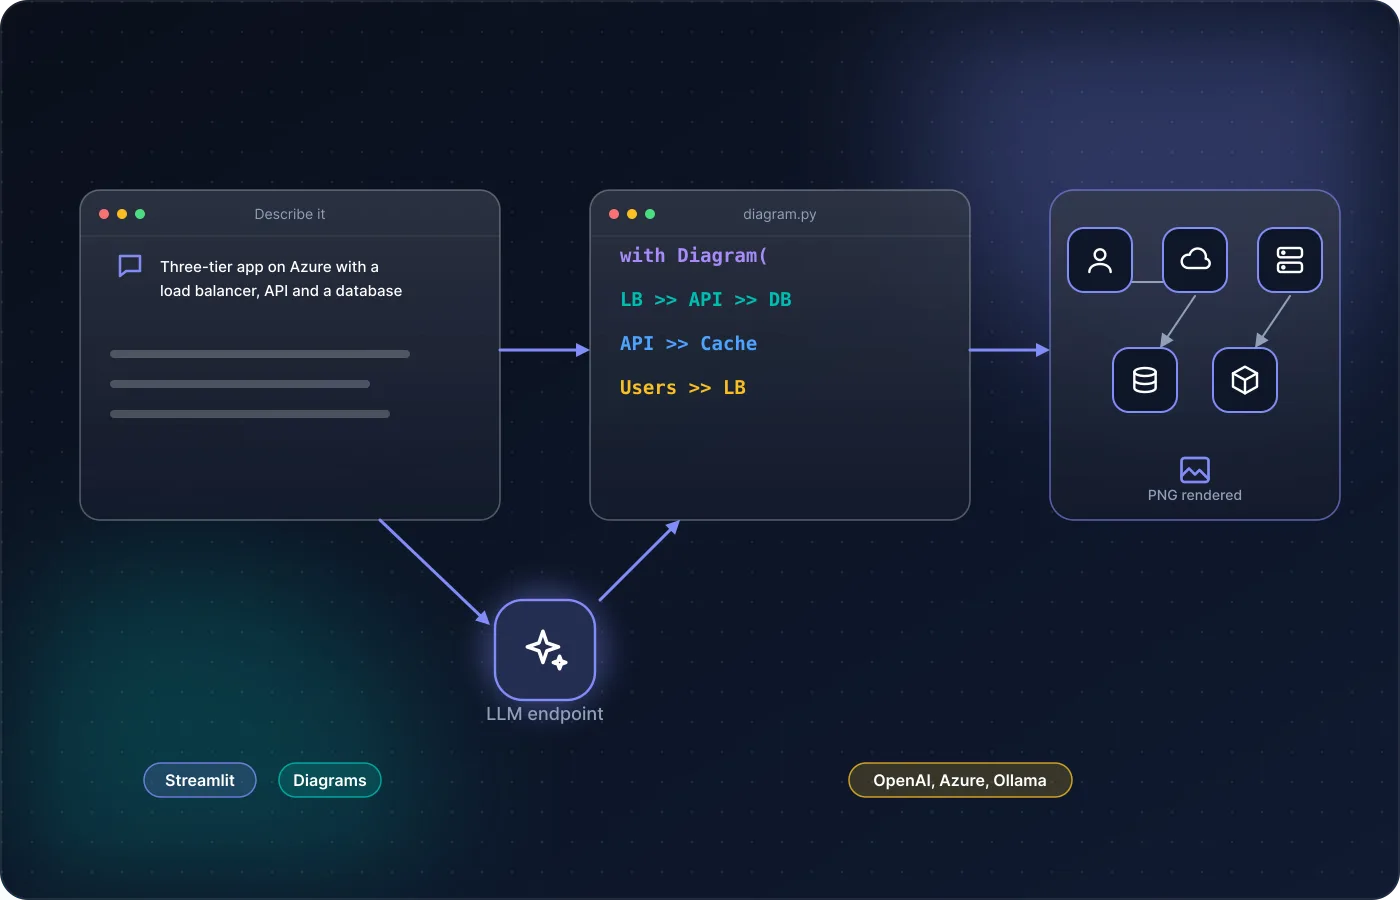 Describe it
Three-tier app on Azure with a
load balancer, API and a database
diagram.py
with Diagram(
LB >> API >> DB
API >> Cache
Users >> LB
PNG rendered
LLM endpoint
Streamlit
Diagrams
OpenAI, Azure, Ollama